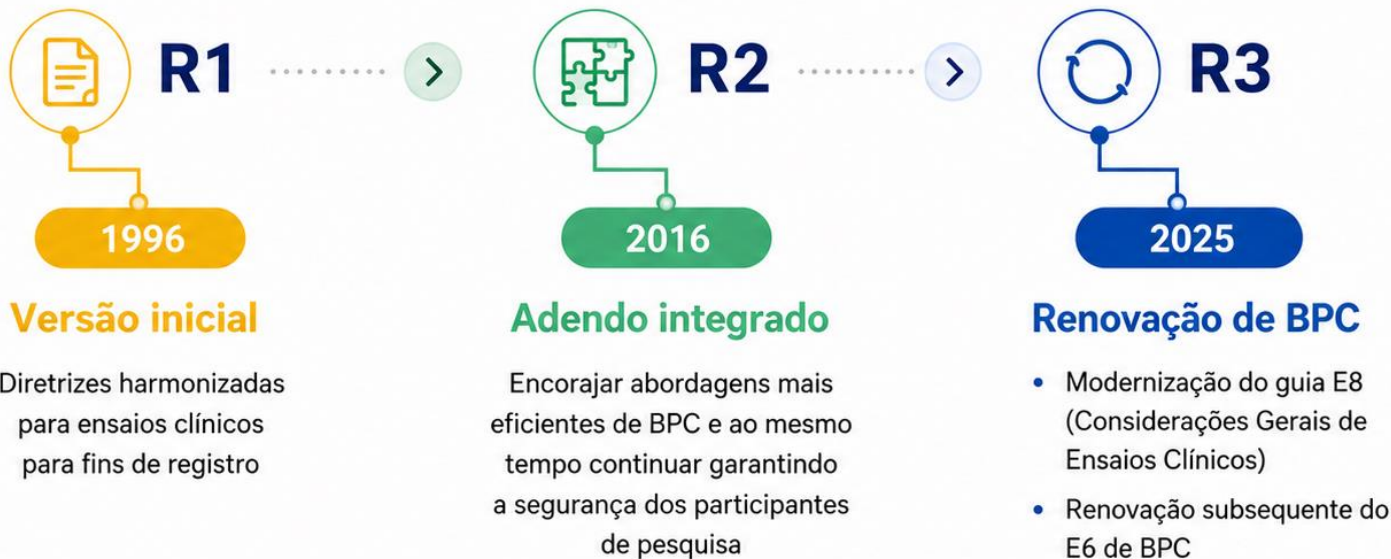 R1
1996
Versão inicial
Diretrizes harmonizadas
para ensaios clínicos
para fins de registro
R2
2016
Adendo integrado
Encorajar abordagens mais
eficientes de BPC e ao mesmo
tempo continuar garantindo
a segurança dos participantes
de pesquisa
R3
2025
Renovação de BPC
• Modernização do guia E8
(Considerações Gerais de
Ensaios Clínicos)
• Renovação subsequente do
E6 de BPC